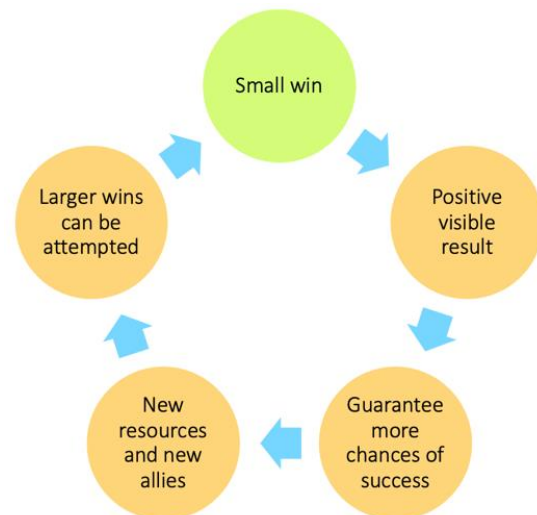 Small win
Positive
visible
result
Guarantee
more
chances of
success
New
resources
and new
allies
Larger wins
can be
attempted